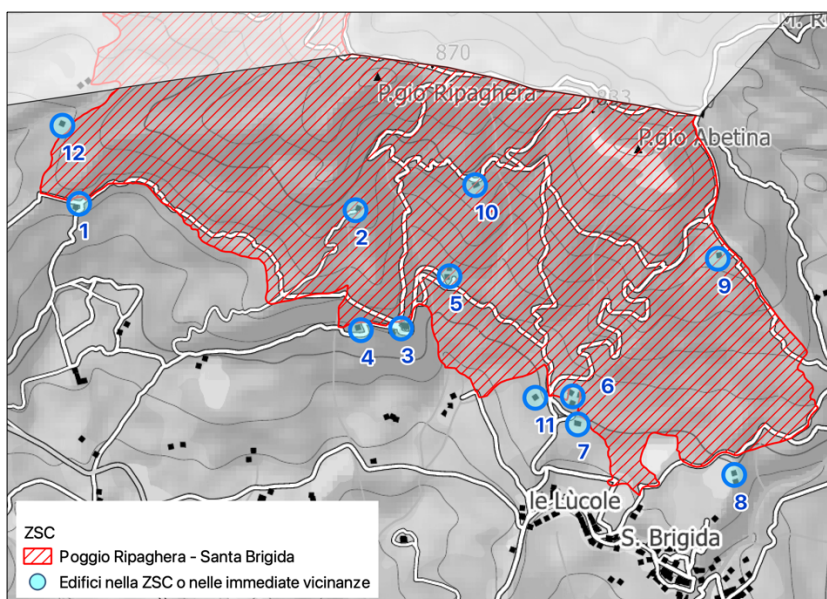 M. R
870
P.gio Ripaghera
P.gio Abetina
12
1
2
10
9
5
4
3
6
11
7
8
le Lùcole
S. Brigida
ZSC
Poggio Ripaghera - Santa Brigida
Edifici nella ZSC o nelle immediate vicinanze